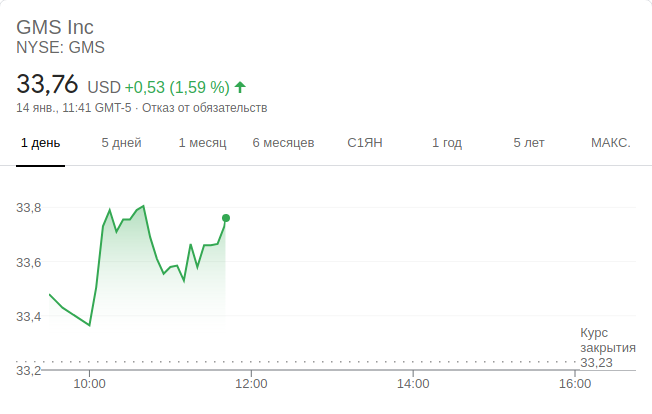 GMS Inc
NYSE: GMS
33,76 USD +0,53 (1,59 %)
14 янв., 11:41 GMT-5 · Отказ от обязательств
1 день 5 дней 1 месяц 6 месяцев С1ЯН 1 год 5 лет МАКС.
33,8
33,6
33,4
33,2
Курс
закрытия
33,23
10:00 12:00 14:00 16:00